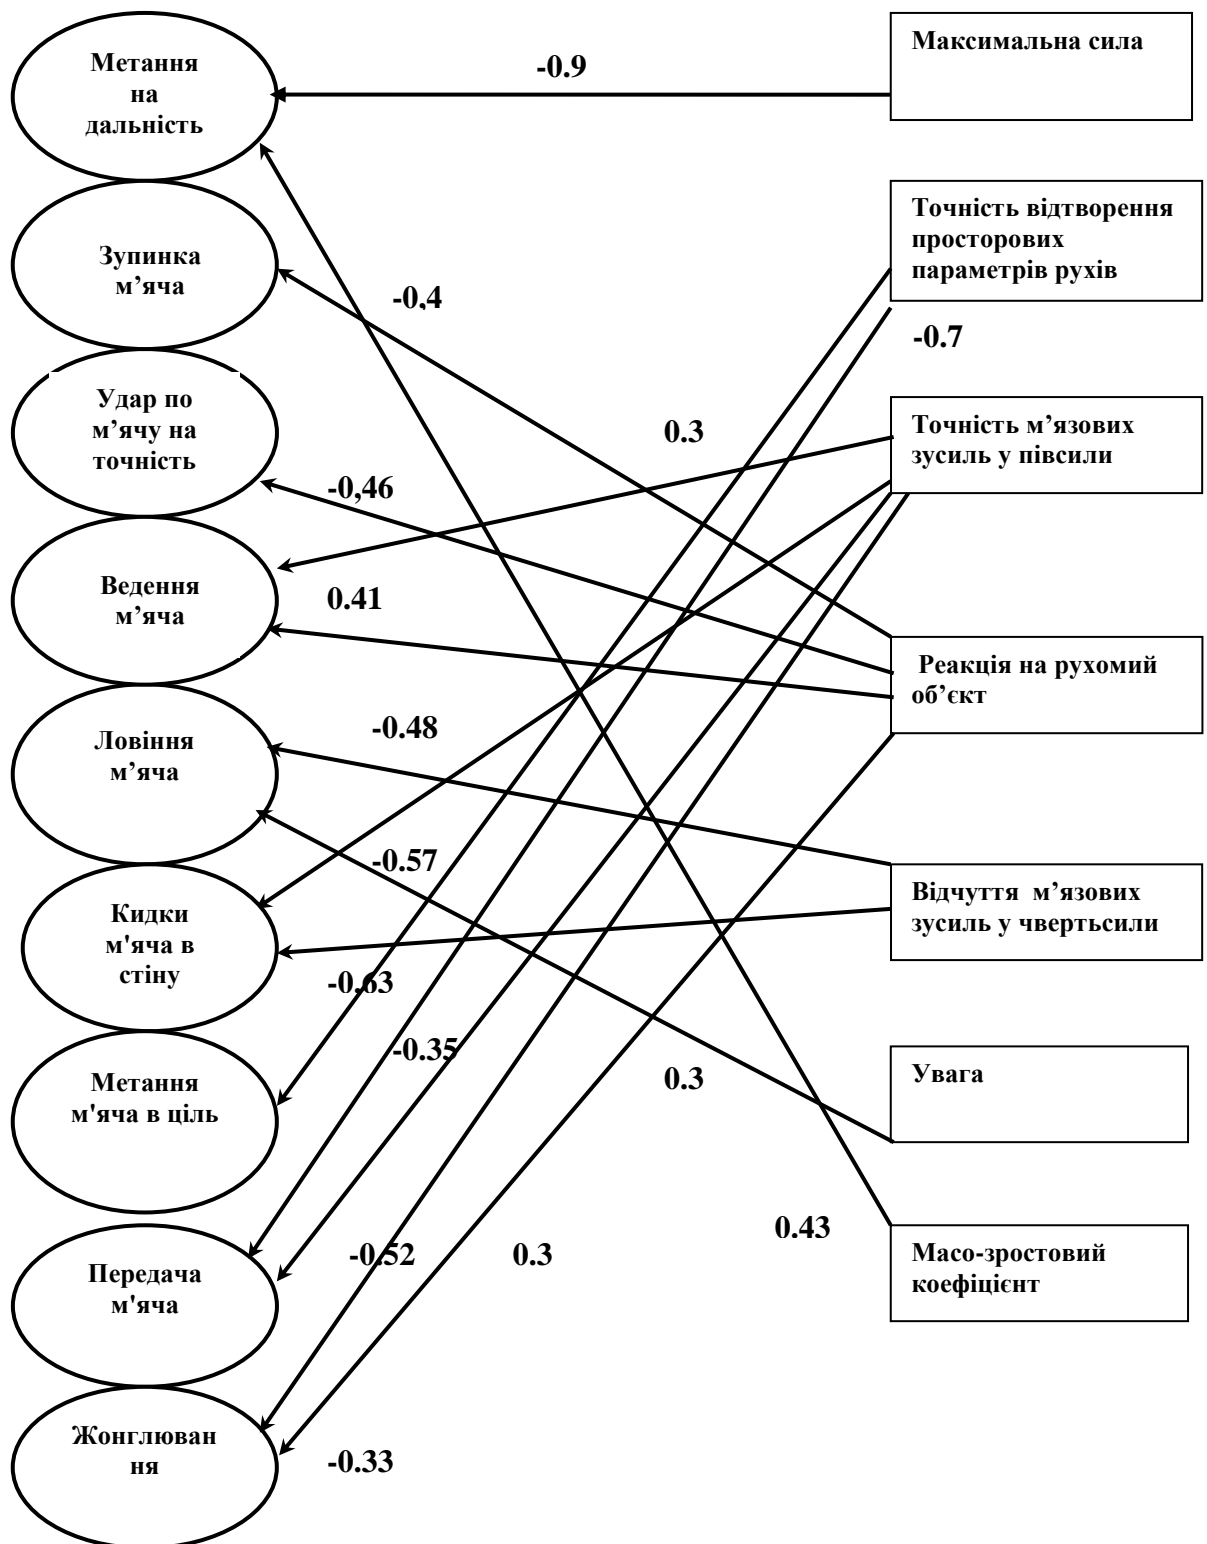 Метання
на
дальність
-0.9
Максимальна сила
Зупинка
м’яча
-0,4
Точність відтворення
просторових
параметрів рухів
-0.7
Удар по
м’ячу на
точність
-0,46
0.3
Точність м’язових
зусиль у півсили
Ведення
м’яча
0.41
Реакція на рухомий
об’єкт
Ловіння
м’яча
-0.48
-0.57
Відчуття м’язових
зусиль у чвертьсили
Кидки
м'яча в
стіну
-0.63
-0.35
0.3
Увага
Метання
м'яча в ціль
0.43
Масо-зростовий
коефіцієнт
Передача
м'яча
-0.52
0.3
Жонглюван
ня
-0.33